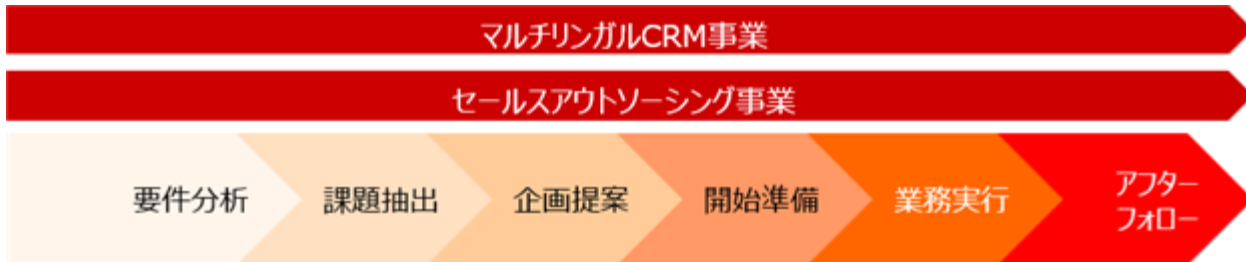 マルチリンガルCRM事業
セールスアウトソーシング事業
要件分析
課題抽出
企画提案
開始準備
業務実行
アフター
フォロー